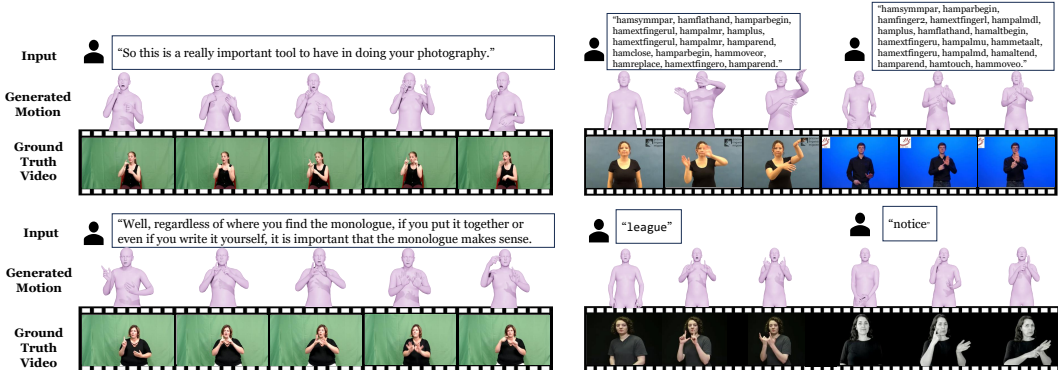 Input
"So this is a really important tool to have in doing your photography."
Generated
Motion
Ground
Truth
Video
"hamsymmpar, hamparbegin,
hamflathand, hamparbegin,
hamextfingerul, hampalmr, hamplus,
hamextfingerul, hampalmr, hamparend,
hamclose, hamparbegin, hammoveor,
hamreplace, hamextfingero, hamparend."
"hamsymmpar, hamparbegin,
hamfinger2, hamextfingerl, hampalmdl,
hamplus, hamflathand, hamaltbegin,
hamextfingeru, hampalmu, hammetaalt,
hamextfingeru, hampalmd, hamaltend,
hamparend, hamtouch, hammoveo."
Input
"Well, regardless of where you find the monologue, if you put it together or
even if you write it yourself, it is important that the monologue makes sense.
Generated
Motion
Ground
Truth
Video
"league"
"notice"